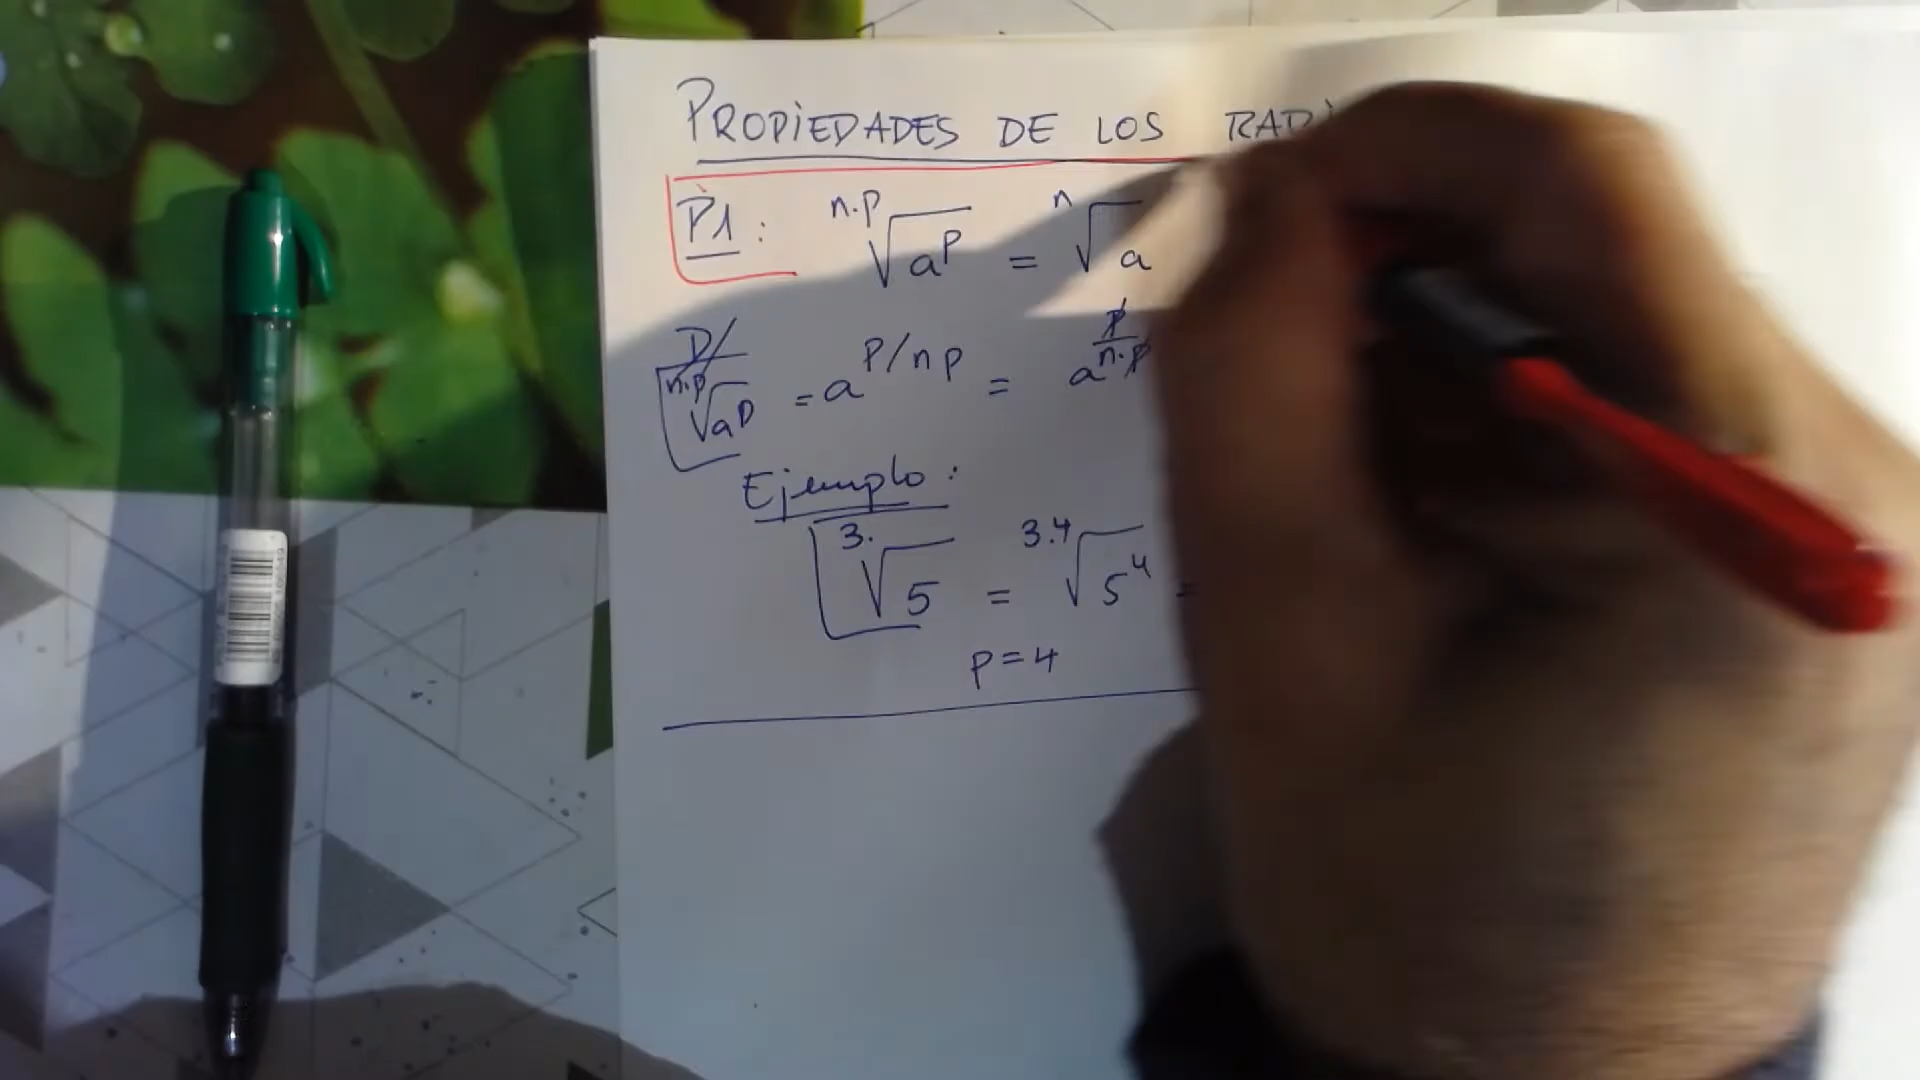 PROPIEDADES DE LOS
P1: n.p√a^p = n√a
D/ n.p√a^p = a^p/np = a^p/n.p
Ejemplo:
3.√5 = 3.4√5^4 =
p=4